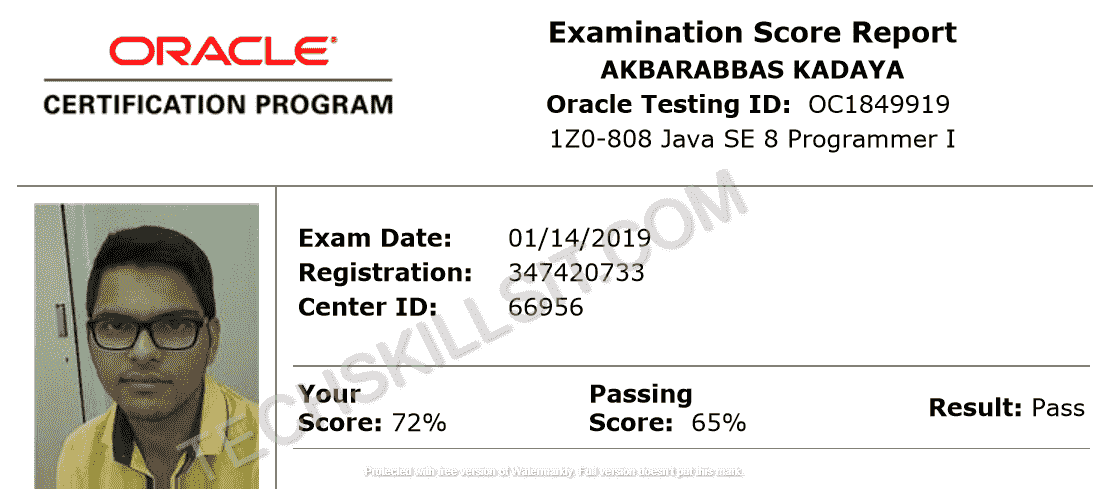 ORACLE
CERTIFICATION PROGRAM
Examination Score Report
AKBARABBAS KADAYA
Oracle Testing ID: OC1849919
1Z0-808 Java SE 8 Programmer I
Exam Date: 01/14/2019
Registration: 347420733
Center ID: 66956
Your Score: 72%
Passing Score: 65%
Result: Pass
TECHSKILLSIT.COM
Protected with free version of Watermarkly. Full version doesn't put this mark.